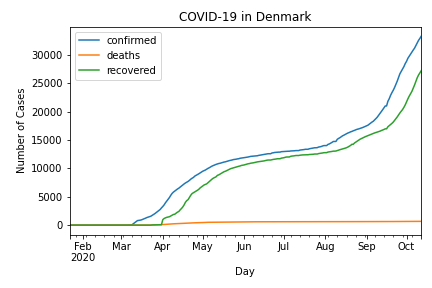 COVID-19 in Denmark
confirmed
deaths
recovered
Number of Cases
30000
25000
20000
15000
10000
5000
0
Feb Mar Apr May Jun Jul Aug Sep Oct
2020
Day